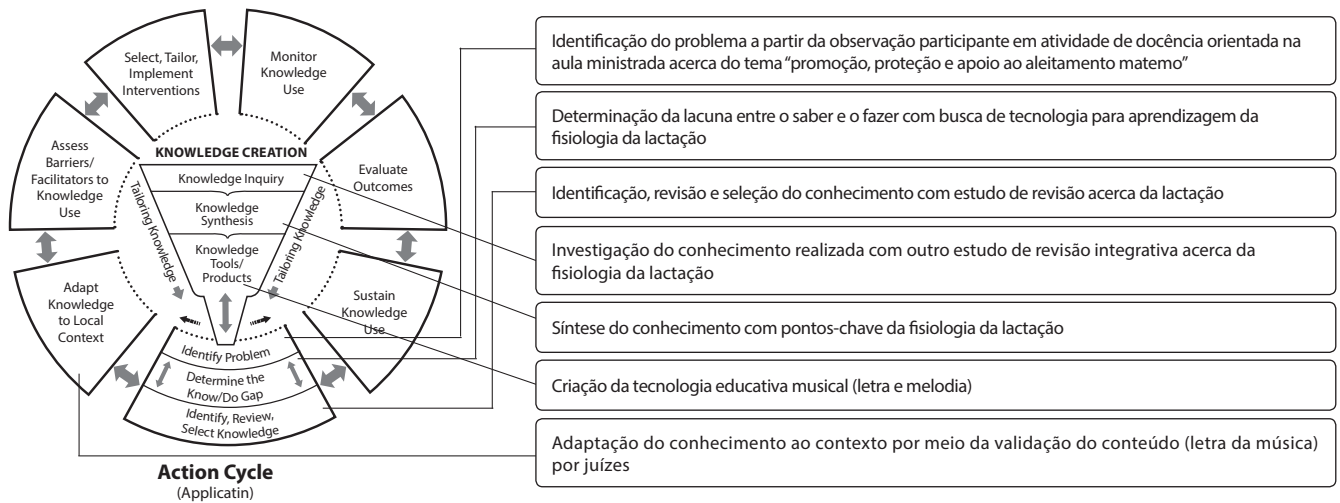 Select, Tailor,
Implement
Interventions
Monitor
Knowledge
Use
Assess
Barriers/
Facilitators to
Knowledge
Use
Evaluate
Outcomes
Adapt
Knowledge
to Local
Context
Sustain
Knowledge
Use
KNOWLEDGE CREATION
Knowledge Inquiry
Knowledge
Synthesis
Knowledge
Tools/
Products
Tailoring Knowledge
Tailoring Knowledge
Identify Problem
Determine the
Know/Do Gap
Identify, Review,
Select Knowledge
Action Cycle
(Applicatin)
Identificação do problema a partir da observação participante em atividade de docência orientada na
aula ministrada acerca do tema “promoção, proteção e apoio ao aleitamento matemo”
Determinação da lacuna entre o saber e o fazer com busca de tecnologia para aprendizagem da
fisiologia da lactação
Identificação, revisão e seleção do conhecimento com estudo de revisão acerca da lactação
Investigação do conhecimento realizada com outro estudo de revisão integrativa acerca da
fisiologia da lactação
Síntese do conhecimento com pontos-chave da fisiologia da lactação
Criação da tecnologia educativa musical (letra e melodia)
Adaptação do conhecimento ao contexto por meio da validação do conteúdo (letra da música)
por juízes